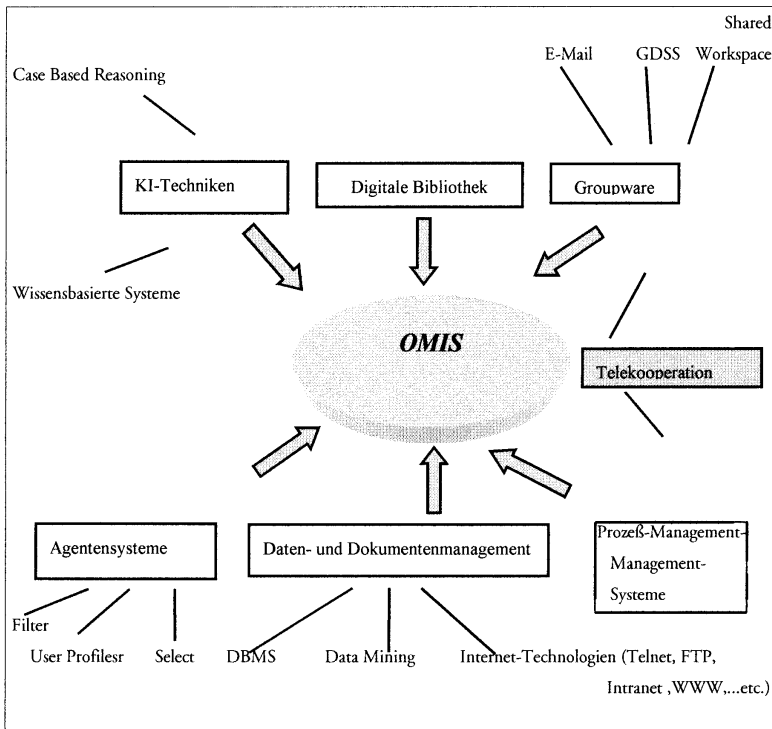 Shared
E-Mail GDSS Workspace
Case Based Reasoning
KI-Techniken
Digitale Bibliothek
Groupware
Wissensbasierte Systeme
OMIS
Telekooperation
Agentensysteme
Daten- und Dokumentenmanagement
Prozeß-Management-
Management-
Systeme
Filter
User Profilesr
Select
DBMS
Data Mining
Internet-Technologien (Telnet, FTP,
Intranet ,WWW,...etc.)